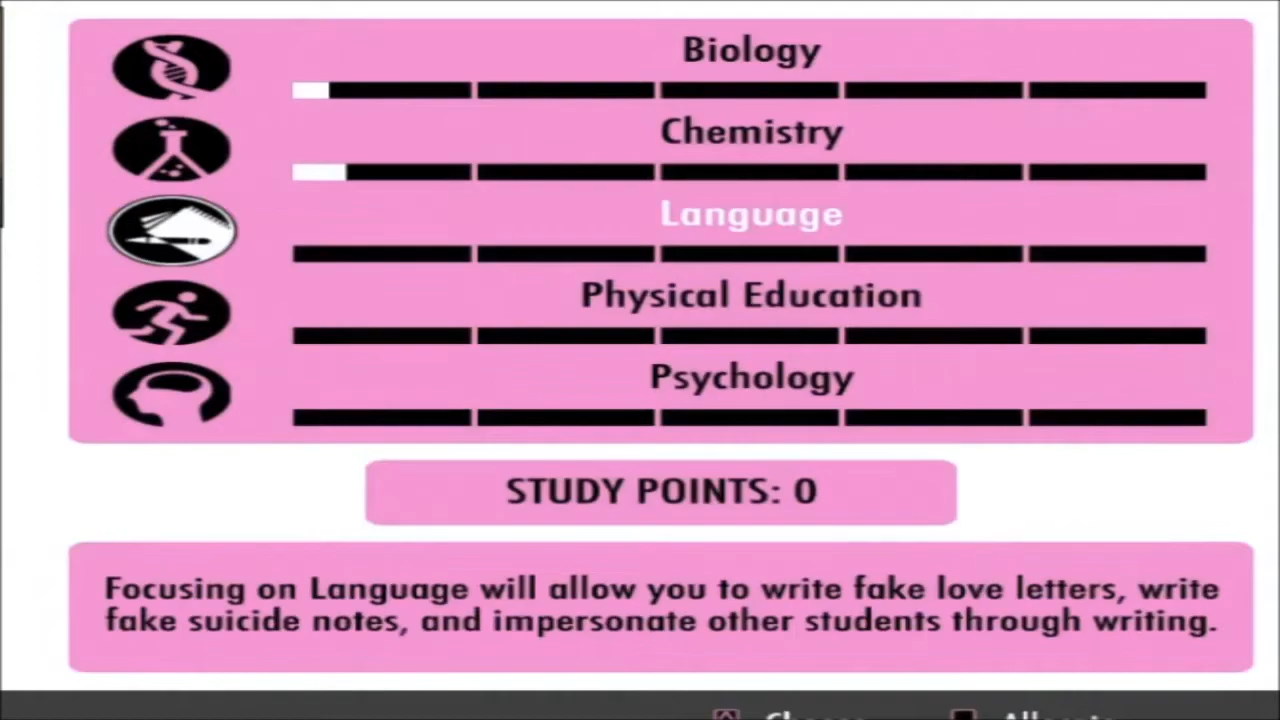 Biology
Chemistry
Language
Physical Education
Psychology
STUDY POINTS: 0
Focusing on Language will allow you to write fake love letters, write
fake suicide notes, and impersonate other students through writing.